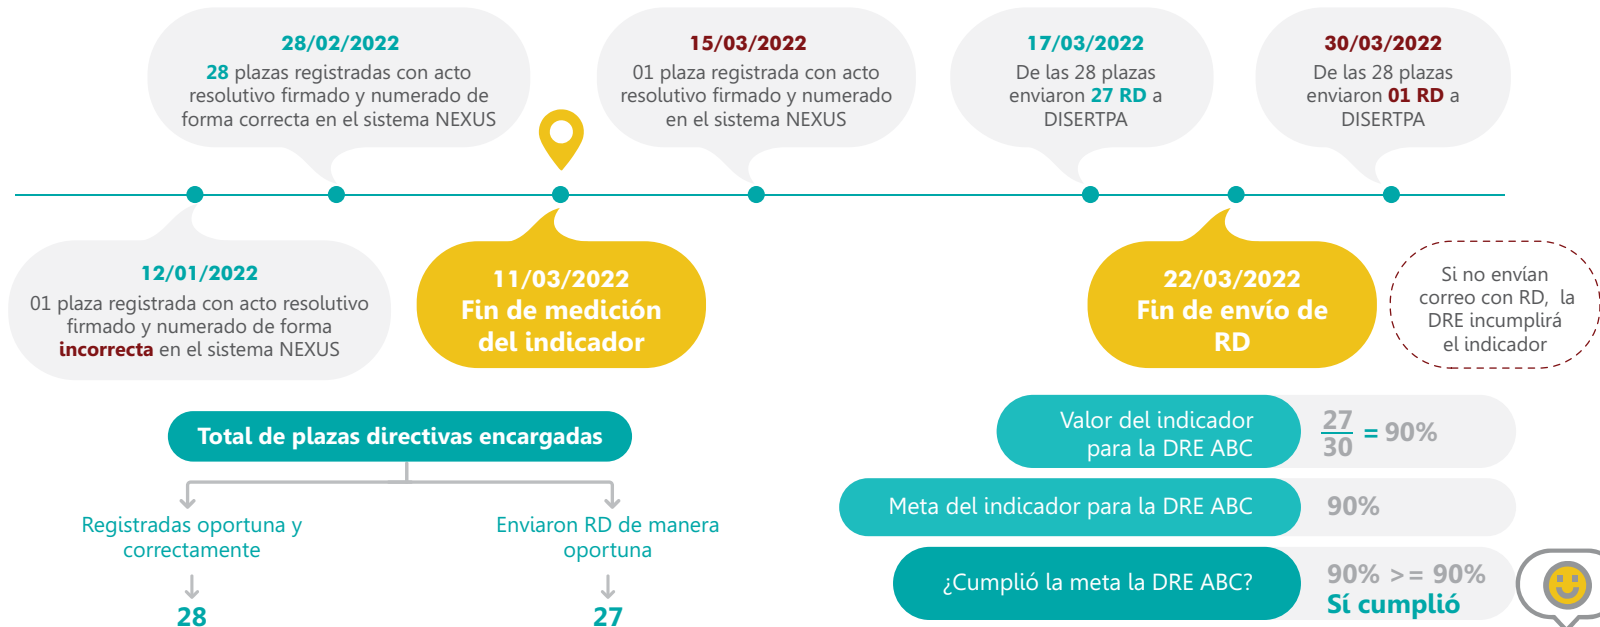 28/02/2022
28 plazas registradas con acto
resolutivo firmado y numerado de
forma correcta en el sistema NEXUS
15/03/2022
01 plaza registrada con acto
resolutivo firmado y numerado
en el sistema NEXUS
17/03/2022
De las 28 plazas
enviaron 27 RD a
DISERTPA
30/03/2022
De las 28 plazas
enviaron 01 RD a
DISERTPA
12/01/2022
01 plaza registrada con acto resolutivo
firmado y numerado de forma
incorrecta en el sistema NEXUS
11/03/2022
Fin de medición
del indicador
22/03/2022
Fin de envío de
RD
Si no envían
correo con RD, la
DRE incumplirá
el indicador
Total de plazas directivas encargadas
Registradas oportuna y
correctamente
28
Enviaron RD de manera
oportuna
27
Valor del indicador
para la DRE ABC
27
30
= 90%
Meta del indicador para la DRE ABC
90%
¿Cumplió la meta la DRE ABC?
90% >= 90%
Sí cumplió